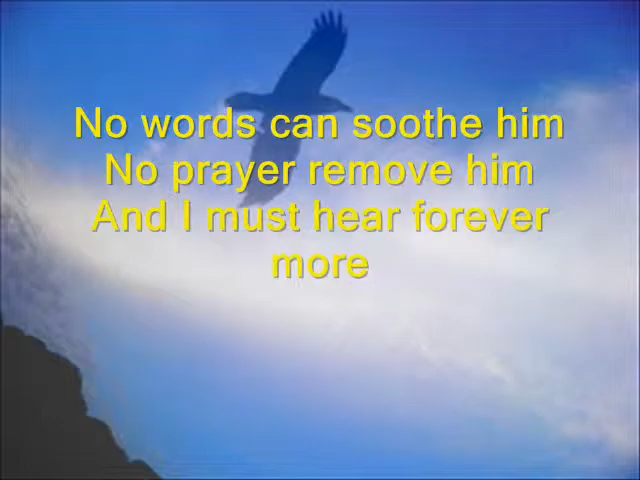 No words can soothe him
No prayer remove him
And I must hear forever
more